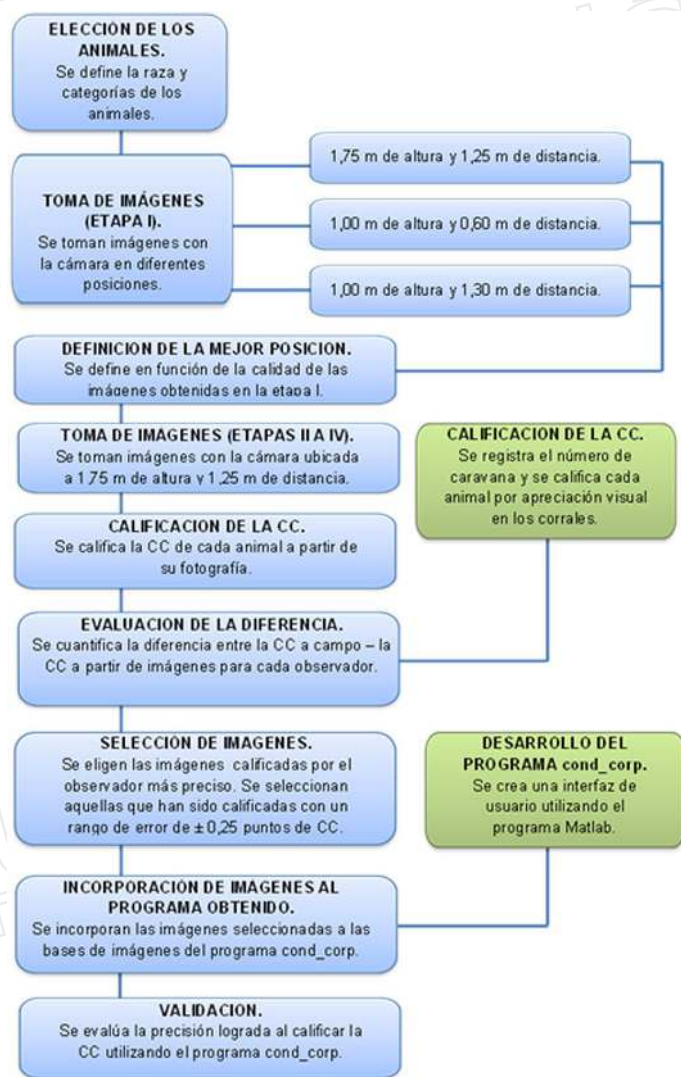 ELECCIÓN DE LOS
ANIMALES.
Se define la raza y
categorías de los
animales.
TOMA DE IMÁGENES
(ETAPA I).
Se toman imágenes con
la cámara en diferentes
posiciones.
1,75 m de altura y 1,25 m de distancia.
1,00 m de altura y 0,60 m de distancia.
1,00 m de altura y 1,30 m de distancia.
DEFINICION DE LA MEJOR POSICION.
Se define en función de la calidad de las
imágenes obtenidas en la etapa I.
TOMA DE IMÁGENES (ETAPAS II A IV).
Se toman imágenes con la cámara ubicada
a 1,75 m de altura y 1,25 m de distancia.
CALIFICACION DE LA CC.
Se registra el número de
caravana y se califica cada
animal por apreciación visual
en los corrales.
CALIFICACION DE LA CC.
Se califica la CC de cada animal a partir de
su fotografía.
EVALUACION DE LA DIFERENCIA.
Se cuantifica la diferencia entre la CC a campo – la
CC a partir de imágenes para cada observador.
SELECCIÓN DE IMAGENES.
Se eligen las imágenes calificadas por el
observador más preciso. Se seleccionan
aquellas que han sido calificadas con un
rango de error de ± 0,25 puntos de CC.
DESARROLLO DEL
PROGRAMA cond_corp.
Se crea una interfaz de
usuario utilizando el
programa Matlab.
INCORPORACIÓN DE IMÁGENES AL
PROGRAMA OBTENIDO.
Se incorporan las imágenes seleccionadas a las
bases de imágenes del programa cond_corp.
VALIDACION.
Se evalúa la precisión lograda al calificar la
CC utilizando el programa cond_corp.